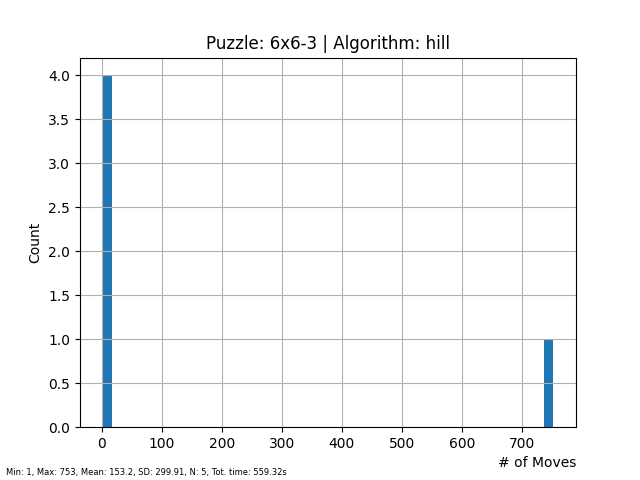 Puzzle: 6x6-3 | Algorithm: hill
4.0
3.5
3.0
2.5
2.0
1.5
1.0
0.5
0.0
Count
0 100 200 300 400 500 600 700
# of Moves
Min: 1, Max: 753, Mean: 153.2, SD: 299.91, N: 5, Tot. time: 559.32s